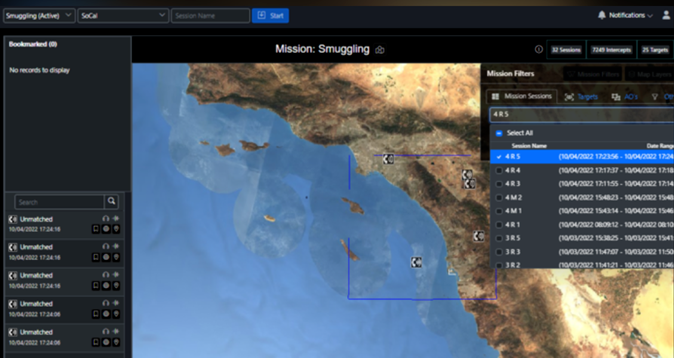 Smuggling (Active) SoCal Session Name Start Notifications
Bookmarked (0)
No records to display
Mission: Smuggling
32 Sessions 7249 Intercepts 25 Targets
Mission Filters Mission Filters Map Layers
Mission Sessions Targets AO's Ot
4 R 5
Select All
Session Name Date Rang
4 R 5 (10/04/2022 17:23:56 - 10/04/2022 17:24
4 R 4 (10/04/2022 17:17:37 - 10/04/2022 17:18
4 R 3 (10/04/2022 17:11:55 - 10/04/2022 17:14
4 M 2 (10/04/2022 15:48:23 - 10/04/2022 15:48
4 M 1 (10/04/2022 15:43:14 - 10/04/2022 15:46
4 R 1 (10/04/2022 08:09:12 - 10/04/2022 08:10
3 R 5 (10/03/2022 15:38:25 - 10/03/2022 15:41
3 R 3 (10/03/2022 11:47:07 - 10/03/2022 11:50
3 R 2 (10/03/2022 11:41:21 - 10/03/2022 11:46
Search
Unmatched
10/04/2022 17:24:18
Unmatched
10/04/2022 17:24:16
Unmatched
10/04/2022 17:24:16
Unmatched
10/04/2022 17:24:08
Unmatched
10/04/2022 17:24:06